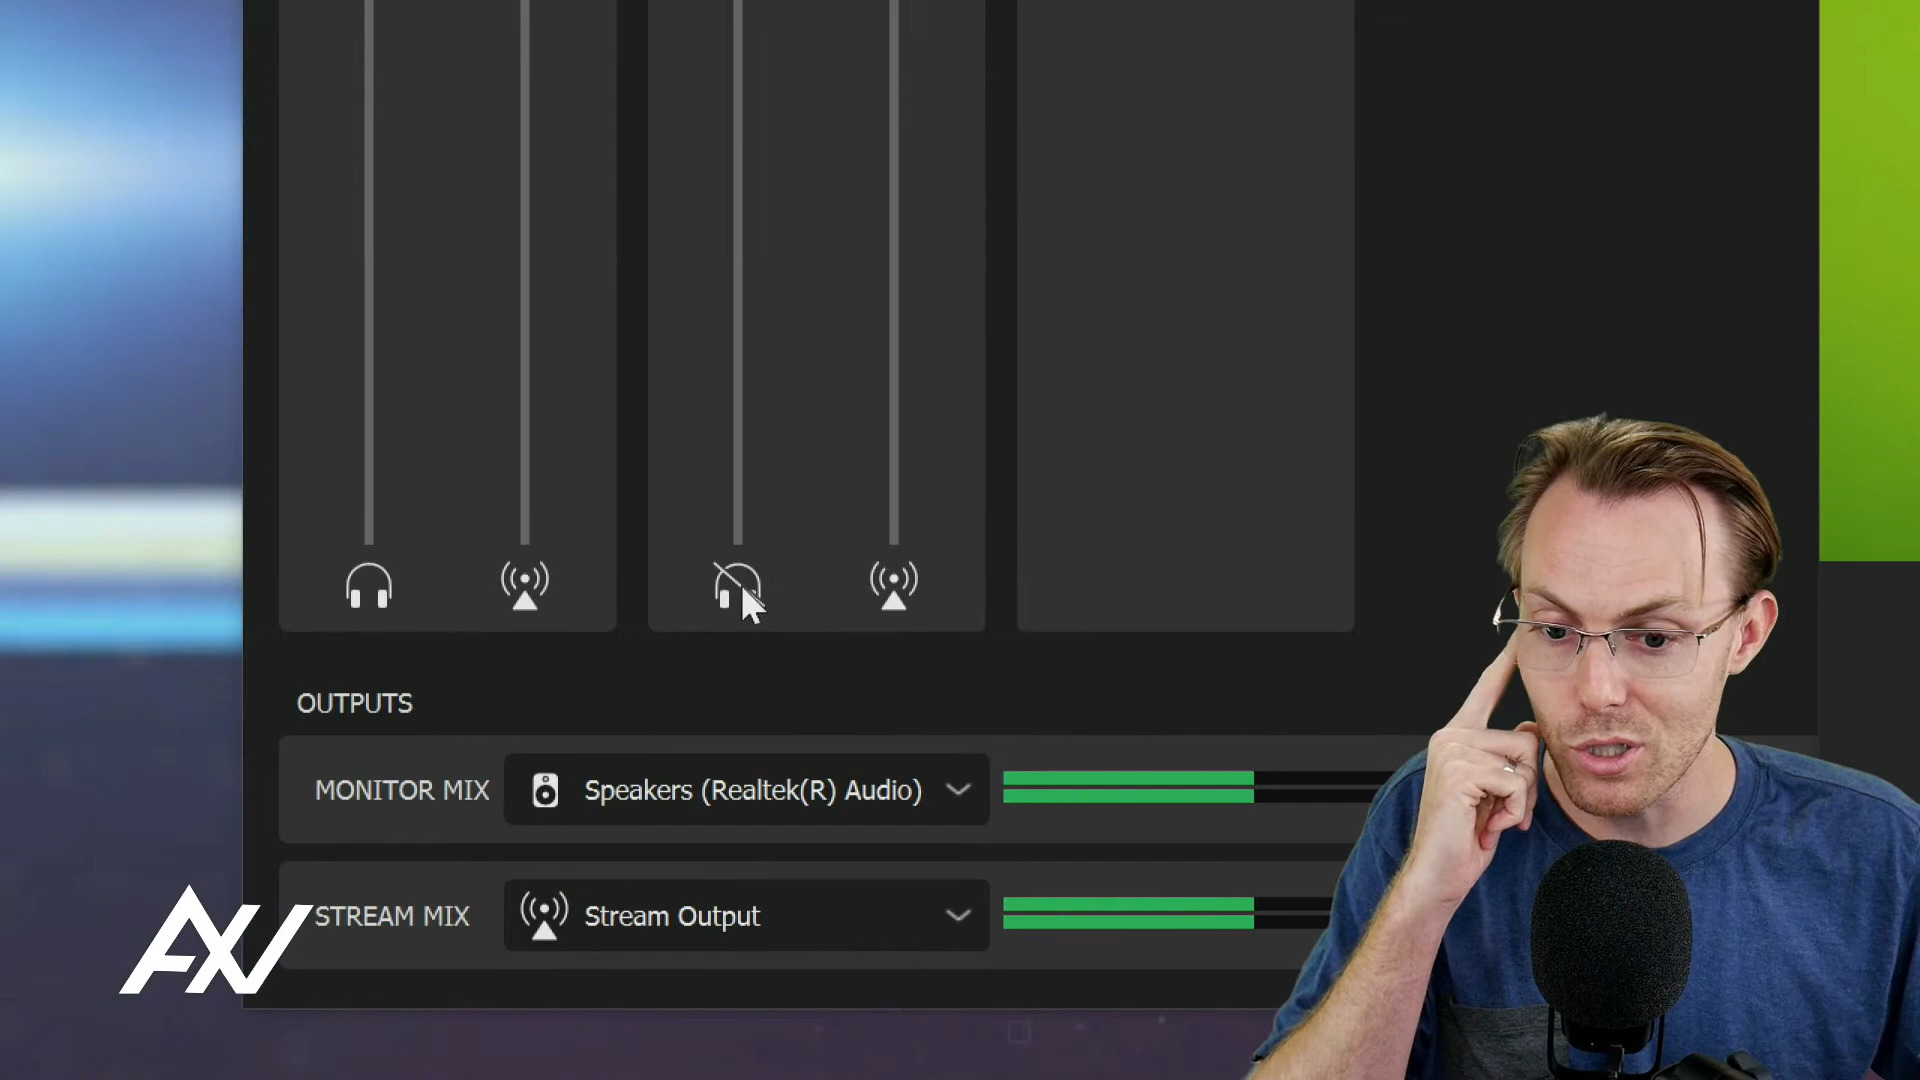 OUTPUTS
MONITOR MIX Speakers (Realtek(R) Audio)
STREAM MIX Stream Output